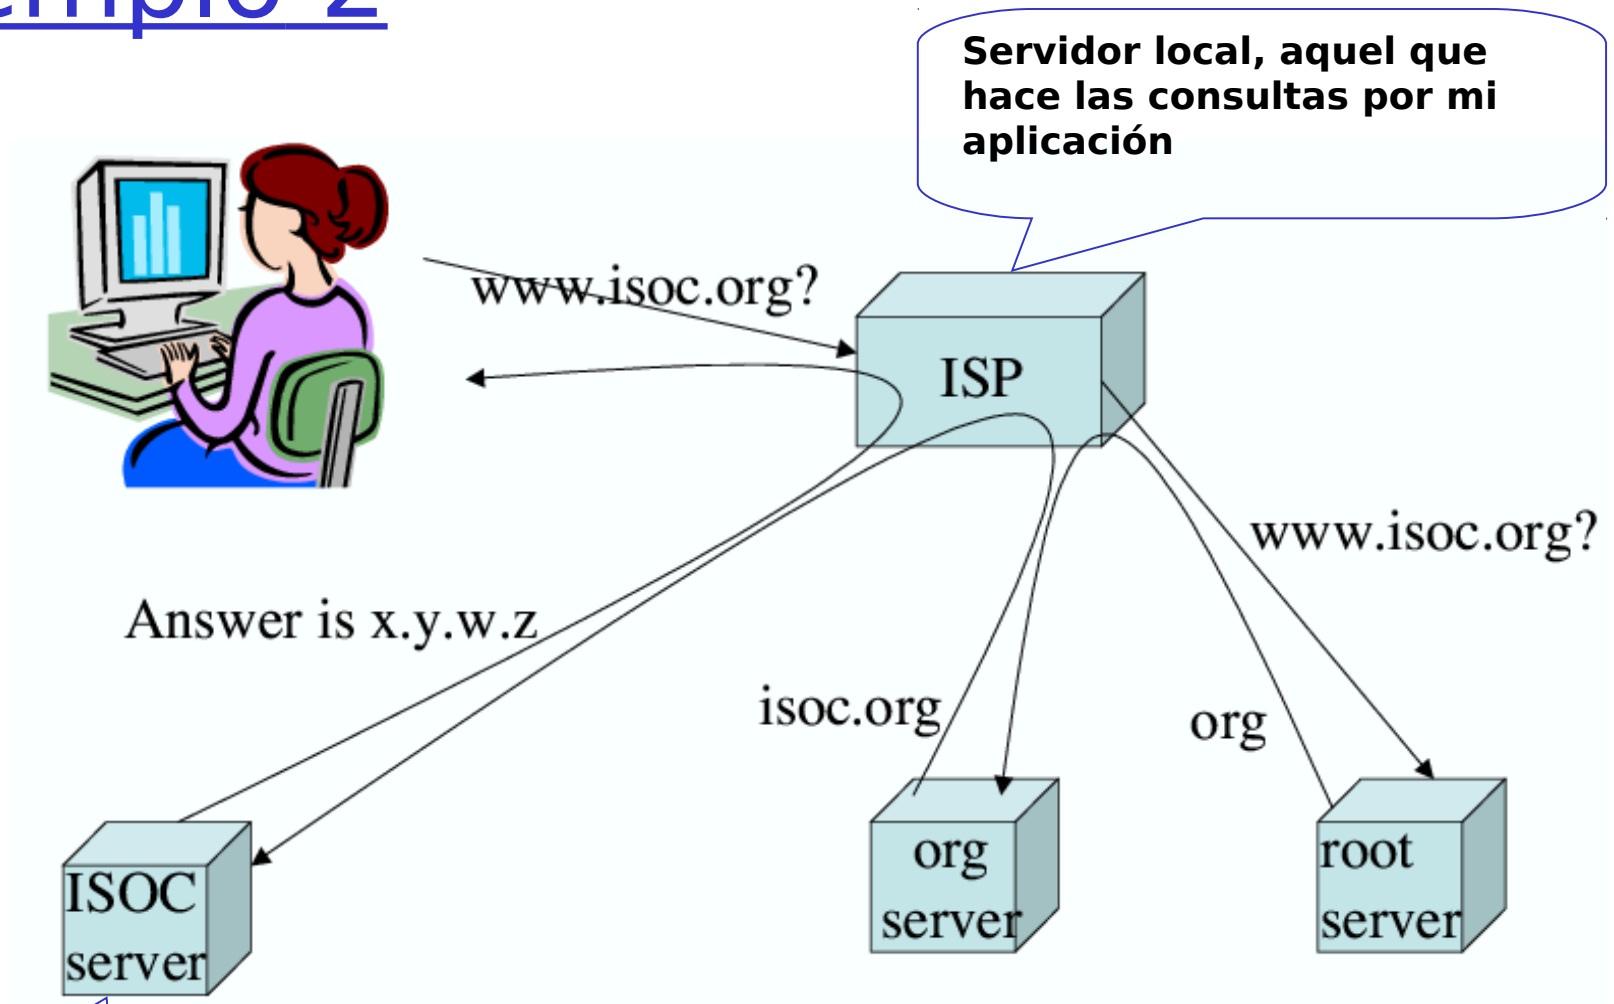 2
Servidor local, aquel que
hace las consultas por mi
aplicación
www.isoc.org?
ISP
www.isoc.org?
Answer is x.y.w.z
isoc.org
org
org
server
root
server
ISOC
server